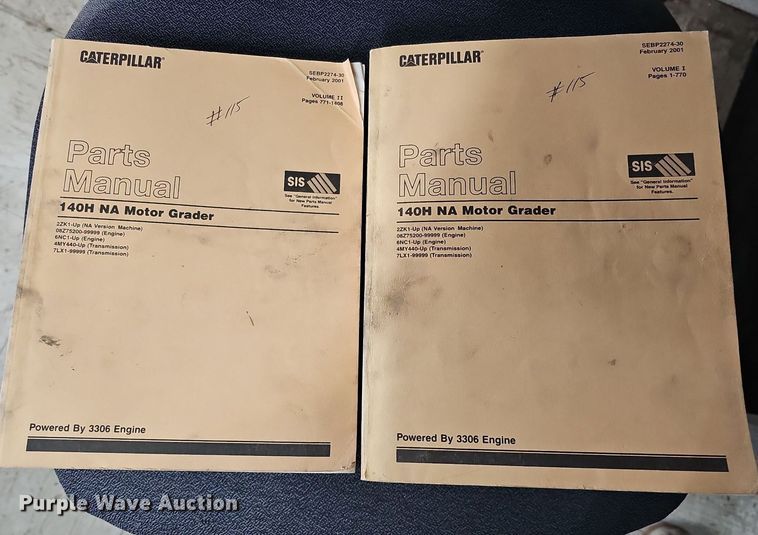 CATERPILLAR®
SEBP2274-30
February 2001
VOLUME II
Pages 771-1408
#115
Parts
Manual
SIS
See "General Information"
for New Parts Manual
Features.
140H NA Motor Grader
2ZK1-Up (NA Version Machine)
08Z75200-99999 (Engine)
6NC1-Up (Engine)
4MY440-Up (Transmission)
7LX1-99999 (Transmission)
Powered By 3306 Engine
CATERPILLAR®
SEBP2274-30
February 2001
VOLUME I
Pages 1-770
#115
Parts
Manual
SIS
See "General Information"
for New Parts Manual
Features.
140H NA Motor Grader
2ZK1-Up (NA Version Machine)
08Z75200-99999 (Engine)
6NC1-Up (Engine)
4MY440-Up (Transmission)
7LX1-99999 (Transmission)
Powered By 3306 Engine
Purple Wave Auction